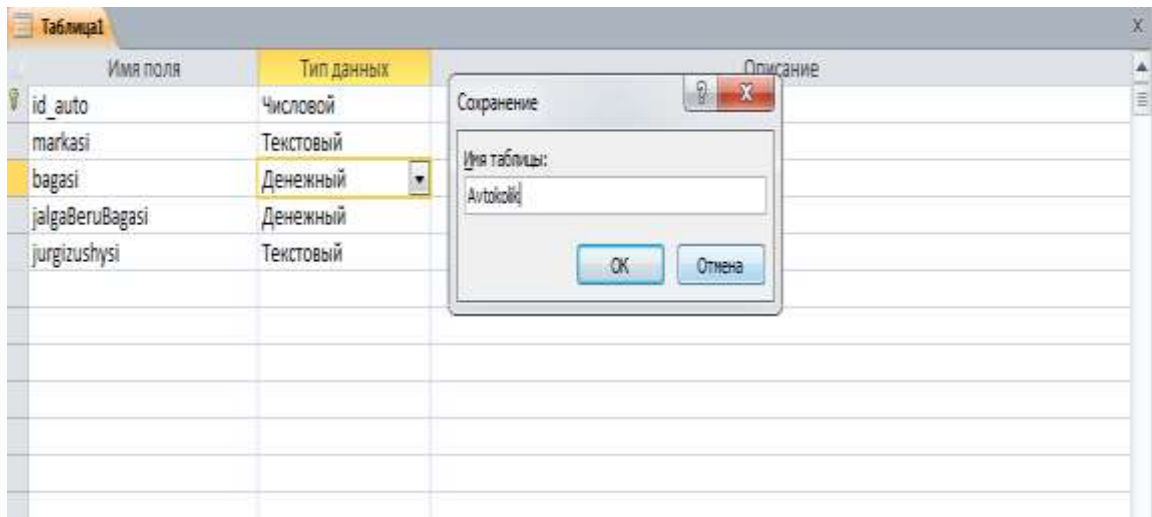 Таблица1
X
Имя поля Тип данных Описание
id_auto Числовой
markasi Текстовый
bagasi Денежный
jalgaBeruBagasi Денежный
jurgizushysi Текстовый
Сохранение
Имя таблицы:
Avtokolik
OK Отмена